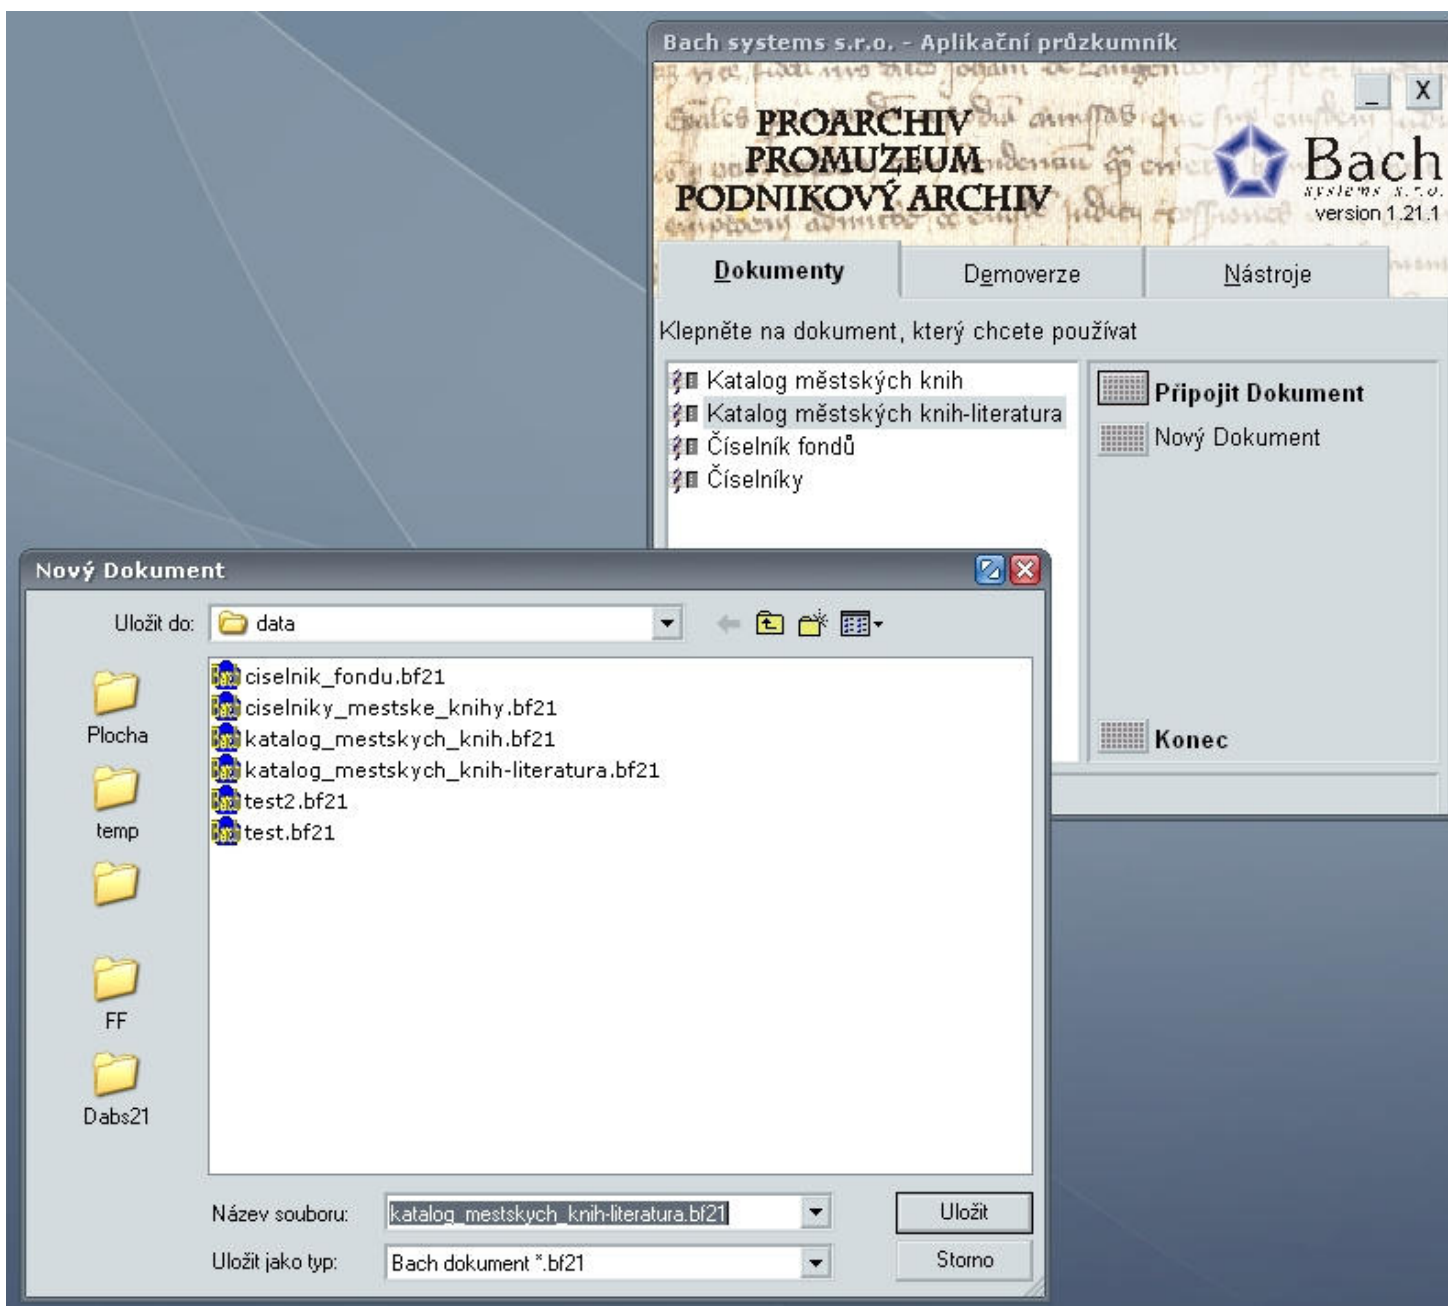 Bach systems s.r.o. - Aplikační průzkumník
_ X
PROARCHIV
PROMUZEUM
PODNIKOVÝ ARCHIV
Bach
systems s.r.o.
version 1.21.1
Dokumenty Demoverze Nástroje
Klepněte na dokument, který chcete používat
Katalog městských knih
Katalog městských knih-literatura
Číselník fondů
Číselníky
Připojit Dokument
Nový Dokument
Konec
Nový Dokument
Uložit do: data
Plocha
temp
FF
Dabs21
ciselnik_fondu.bf21
ciselniky_mestske_knihy.bf21
katalog_mestskych_knih.bf21
katalog_mestskych_knih-literatura.bf21
test2.bf21
test.bf21
Název souboru: katalog_mestskych_knih-literatura.bf21 Uložit
Uložit jako typ: Bach dokument *.bf21 Storno